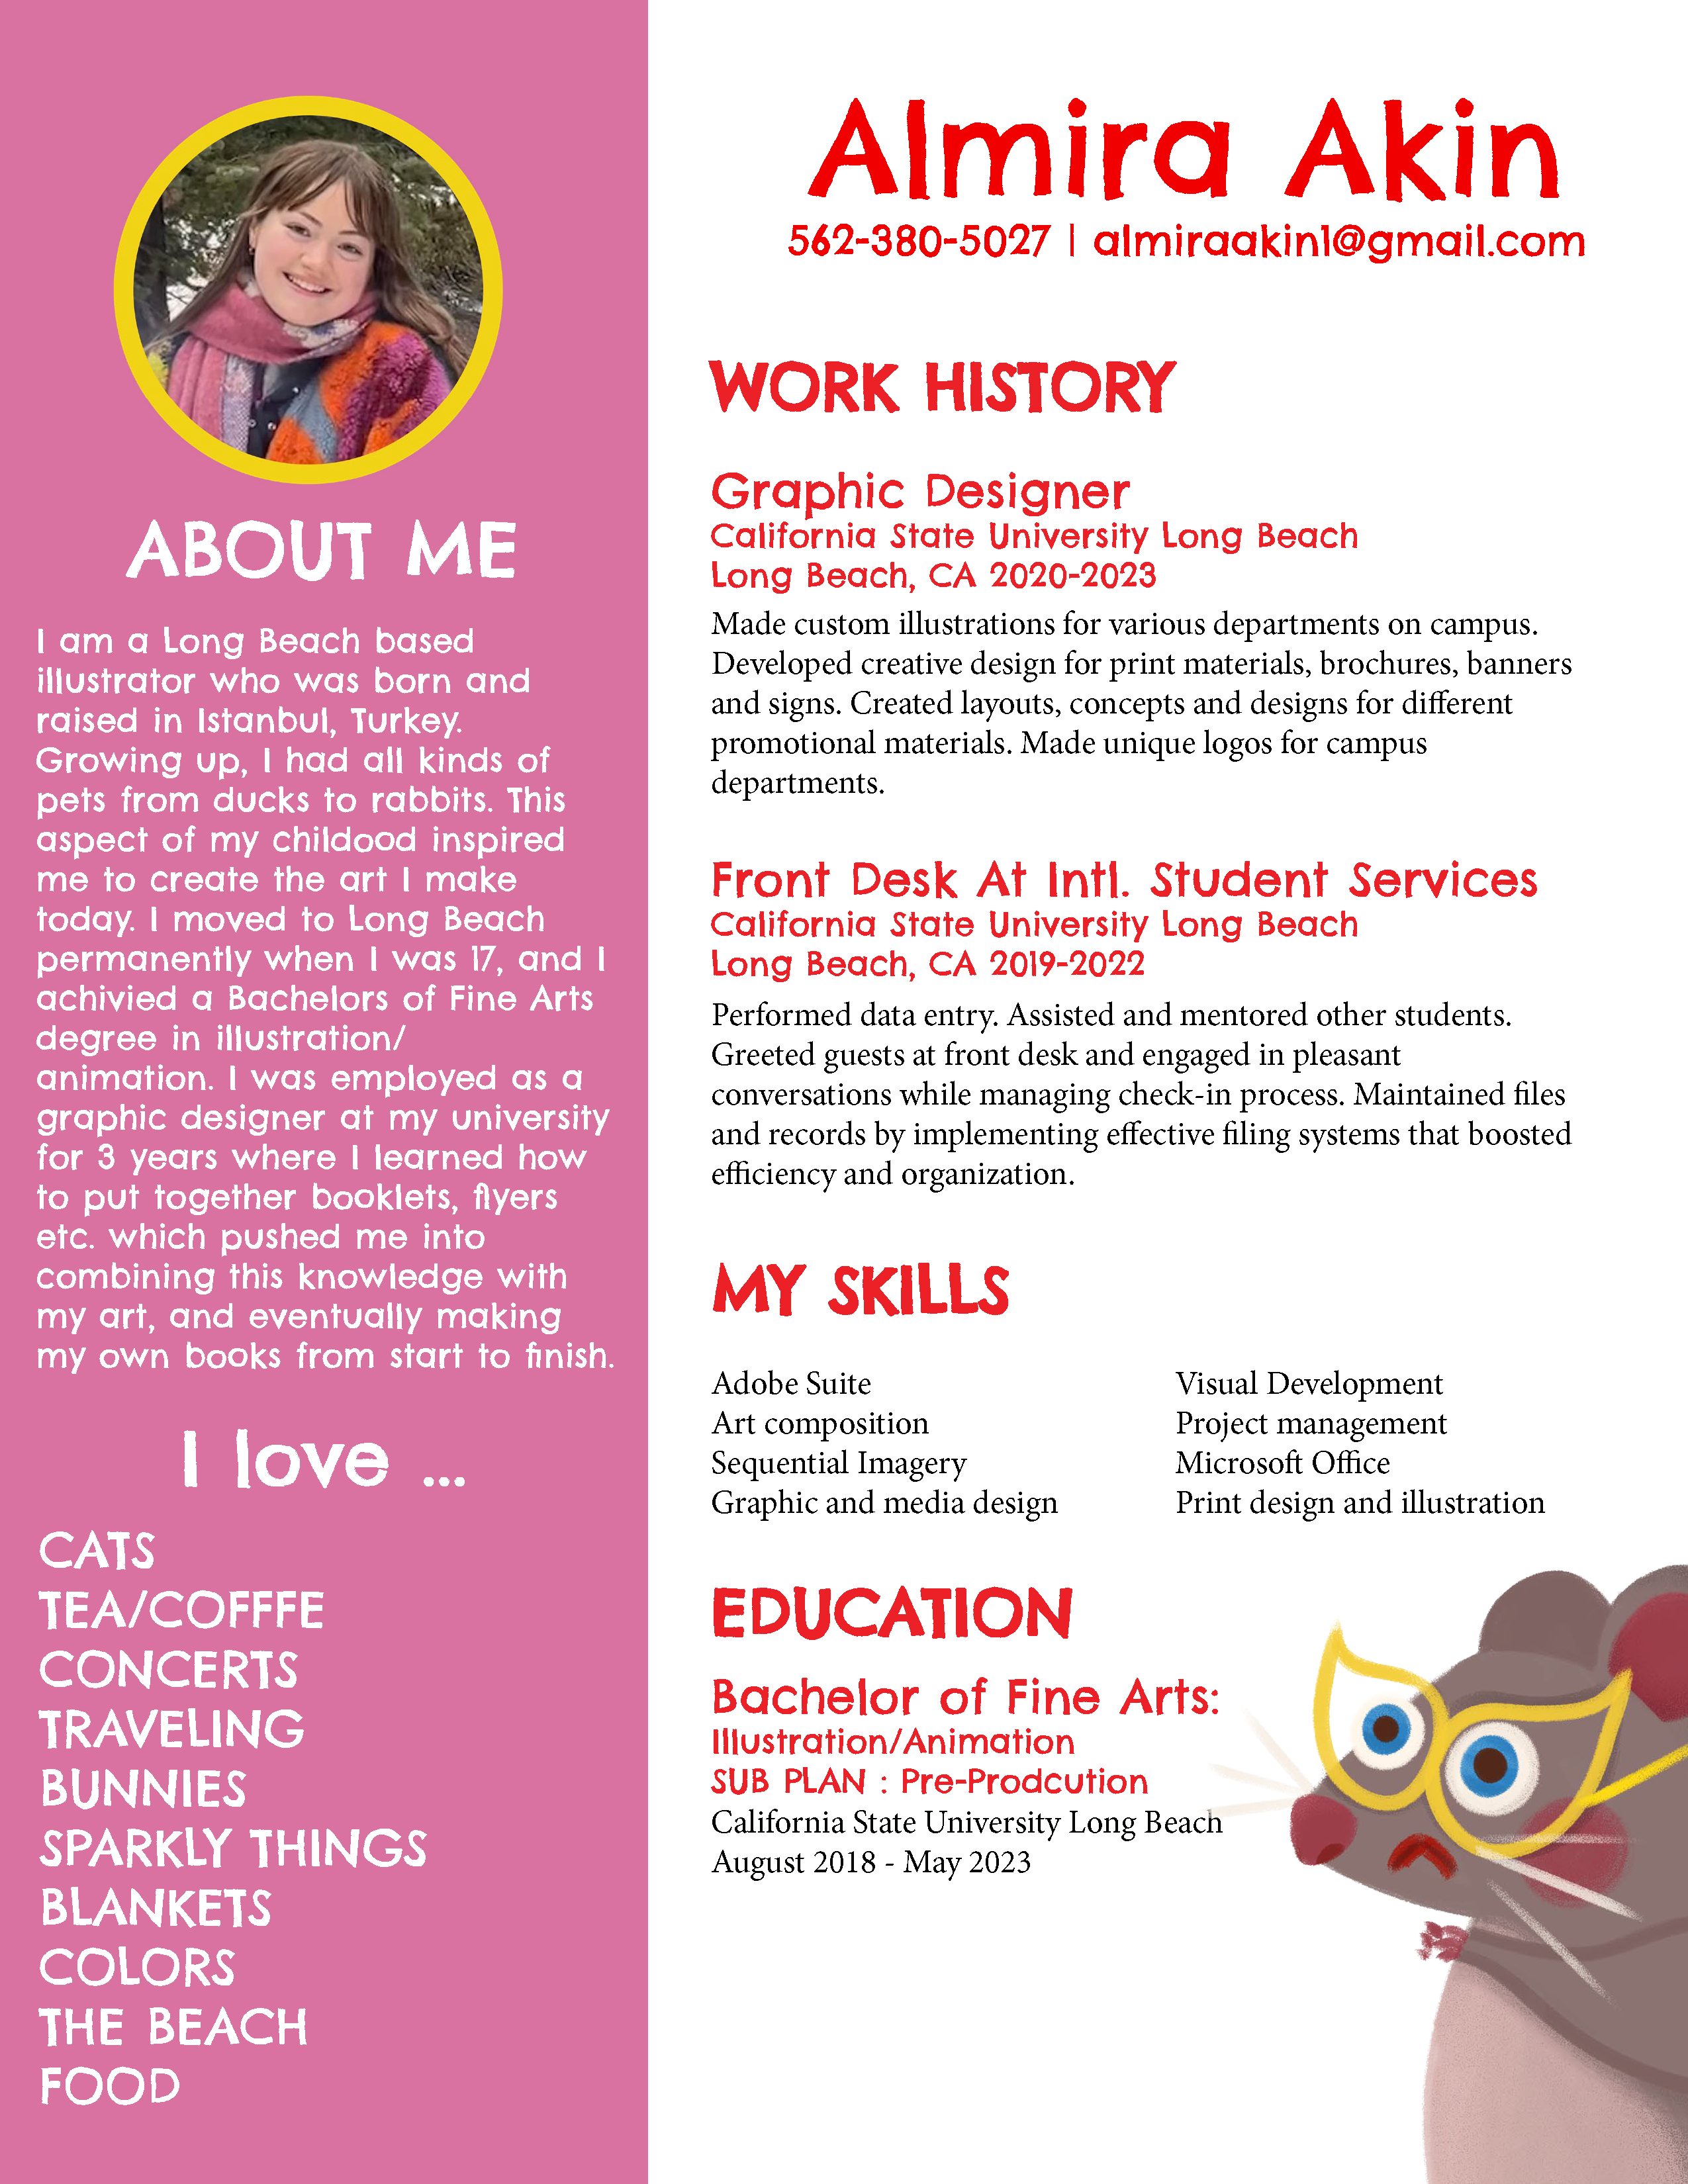 ABOUT ME
I am a Long Beach based
illustrator who was born and
raised in Istanbul, Turkey.
Growing up, I had all kinds of
pets from ducks to rabbits. This
aspect of my childood inspired
me to create the art I make
today. I moved to Long Beach
permanently when I was 17, and I
achivied a Bachelors of Fine Arts
degree in illustration/
animation. I was employed as a
graphic designer at my university
for 3 years where I learned how
to put together booklets, flyers
etc. which pushed me into
combining this knowledge with
my art, and eventually making
my own books from start to finish.
I love ...
CATS
TEA/COFFFE
CONCERTS
TRAVELING
BUNNIES
SPARKLY THINGS
BLANKETS
COLORS
THE BEACH
FOOD
Almira Akin
562-380-5027 | almiraakin1@gmail.com
WORK HISTORY
Graphic Designer
California State University Long Beach
Long Beach, CA 2020-2023
Made custom illustrations for various departments on campus.
Developed creative design for print materials, brochures, banners
and signs. Created layouts, concepts and designs for different
promotional materials. Made unique logos for campus
departments.
Front Desk At Intl. Student Services
California State University Long Beach
Long Beach, CA 2019-2022
Performed data entry. Assisted and mentored other students.
Greeted guests at front desk and engaged in pleasant
conversations while managing check-in process. Maintained files
and records by implementing effective filing systems that boosted
efficiency and organization.
MY SKILLS
Adobe Suite
Art composition
Sequential Imagery
Graphic and media design
Visual Development
Project management
Microsoft Office
Print design and illustration
EDUCATION
Bachelor of Fine Arts:
Illustration/Animation
SUB PLAN : Pre-Prodcution
California State University Long Beach
August 2018 - May 2023